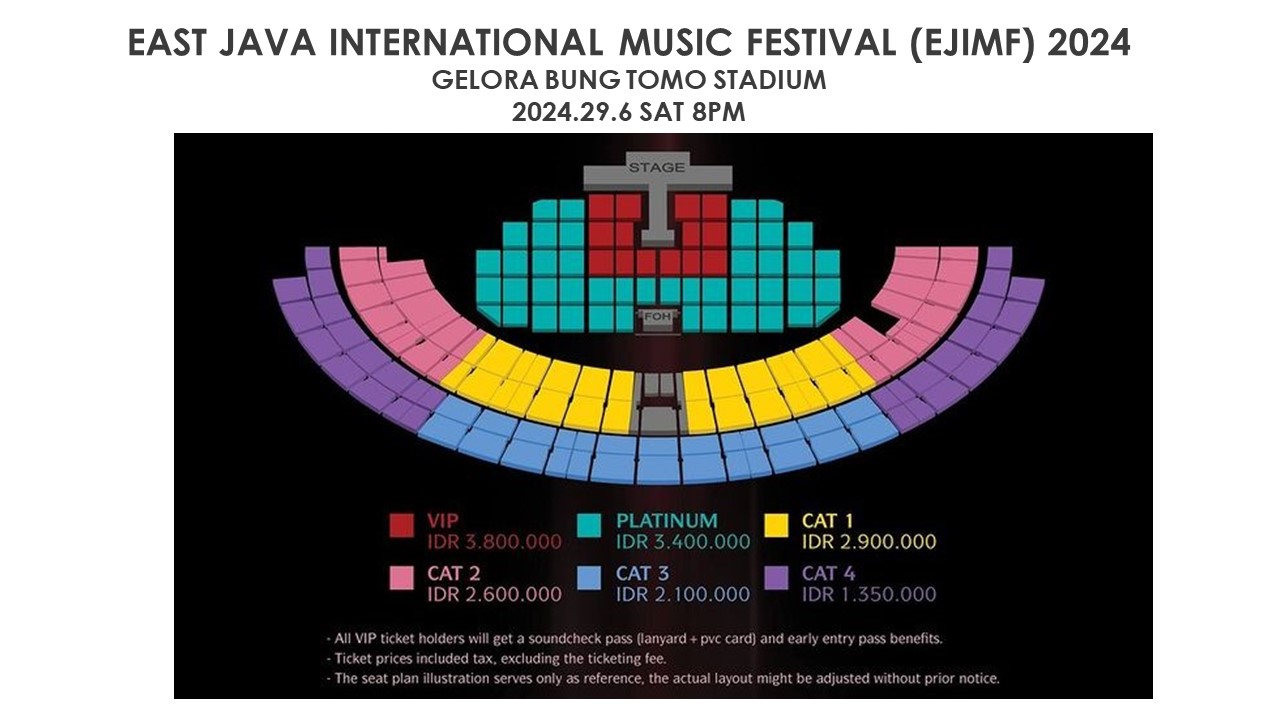 EAST JAVA INTERNATIONAL MUSIC FESTIVAL (EJIMF) 2024
GELORA BUNG TOMO STADIUM
2024.29.6 SAT 8PM
STAGE
FOH
VIP
IDR 3.800.000
PLATINUM
IDR 3.400.000
CAT 1
IDR 2.900.000
CAT 2
IDR 2.600.000
CAT 3
IDR 2.100.000
CAT 4
IDR 1.350.000
- All VIP ticket holders will get a soundcheck pass (lanyard + pvc card) and early entry pass benefits.
- Ticket prices included tax, excluding the ticketing fee.
- The seat plan illustration serves only as reference, the actual layout might be adjusted without prior notice.